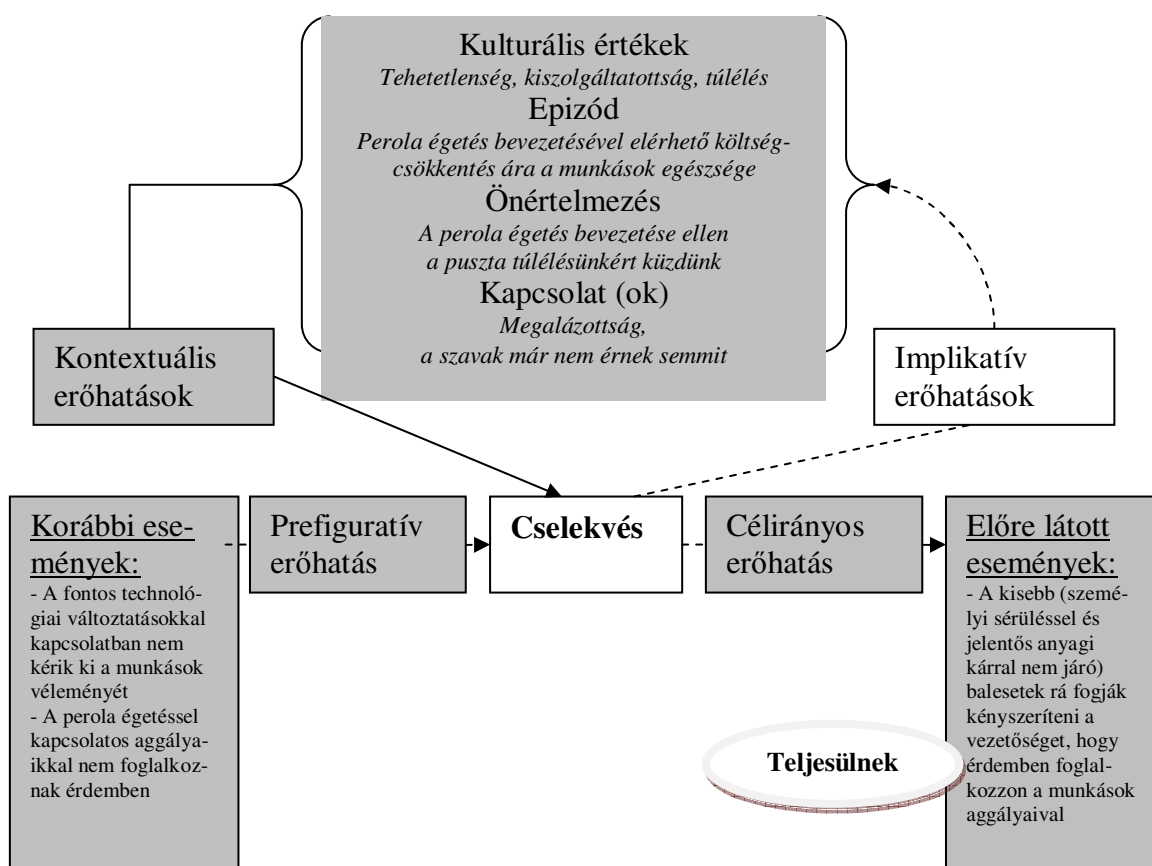 Kulturális értékek
Tehetetlenség, kiszolgáltatottság, túlélés
Epizód
Perola égetés bevezetésével elérhető költség-
csökkentés ára a munkások egészsége
Önértelmezés
A perola égetés bevezetése ellen
a puszta túlélésünkért küzdünk
Kapcsolat (ok)
Megalázottság,
a szavak már nem érnek semmit
Kontextuális
erőhatások
Implikatív
erőhatások
Korábbi ese-
mények:
- A fontos technoló-
giai változtatásokkal
kapcsolatban nem
kérik ki a munkások
véleményét
- A perola égetéssel
kapcsolatos aggálya-
ikkal nem foglalkoz-
nak érdemben
Prefiguratív
erőhatás
Cselekvés
Célirányos
erőhatás
Előre látott
események:
- A kisebb (szemé-
lyi sérüléssel és
jelentős anyagi
kárral nem járó)
balesetek rá fogják
kényszeríteni a
vezetőséget, hogy
érdemben foglal-
kozzon a munkások
aggályaival
Teljesülnek